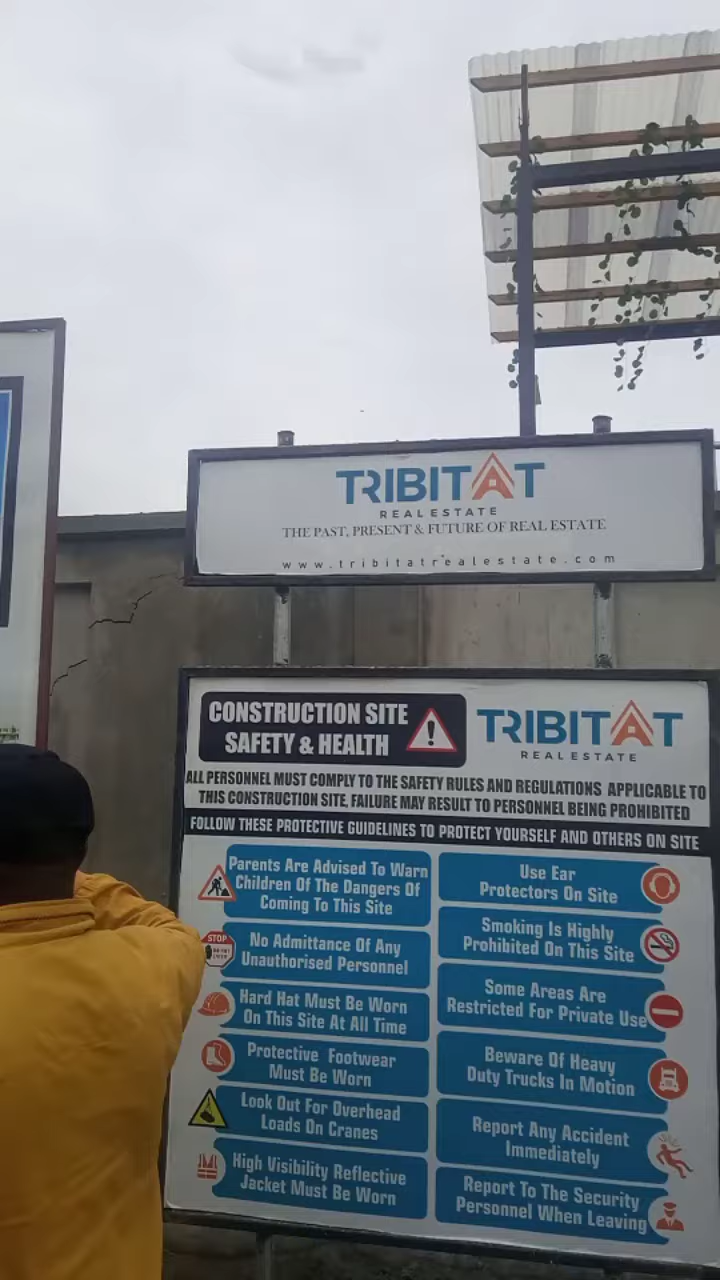 TRIBITAT
REAL ESTATE
THE PAST, PRESENT & FUTURE OF REAL ESTATE
www.tribitatrealestate.com
CONSTRUCTION SITE
SAFETY & HEALTH
TRIBITAT
REAL ESTATE
ALL PERSONNEL MUST COMPLY TO THE SAFETY RULES AND REGULATIONS APPLICABLE TO
THIS CONSTRUCTION SITE, FAILURE MAY RESULT TO PERSONNEL BEING PROHIBITED
FOLLOW THESE PROTECTIVE GUIDELINES TO PROTECT YOURSELF AND OTHERS ON SITE
Parents Are Advised To Warn
Children Of The Dangers Of
Coming To This Site
STOP
No Admittance Of Any
Unauthorised Personnel
Hard Hat Must Be Worn
On This Site At All Time
Protective Footwear
Must Be Worn
Look Out For Overhead
Loads On Cranes
High Visibility Reflective
Jacket Must Be Worn
Use Ear
Protectors On Site
Smoking Is Highly
Prohibited On This Site
Some Areas Are
Restricted For Private Use
Beware Of Heavy
Duty Trucks In Motion
Report Any Accident
Immediately
Report To The Security
Personnel When Leaving